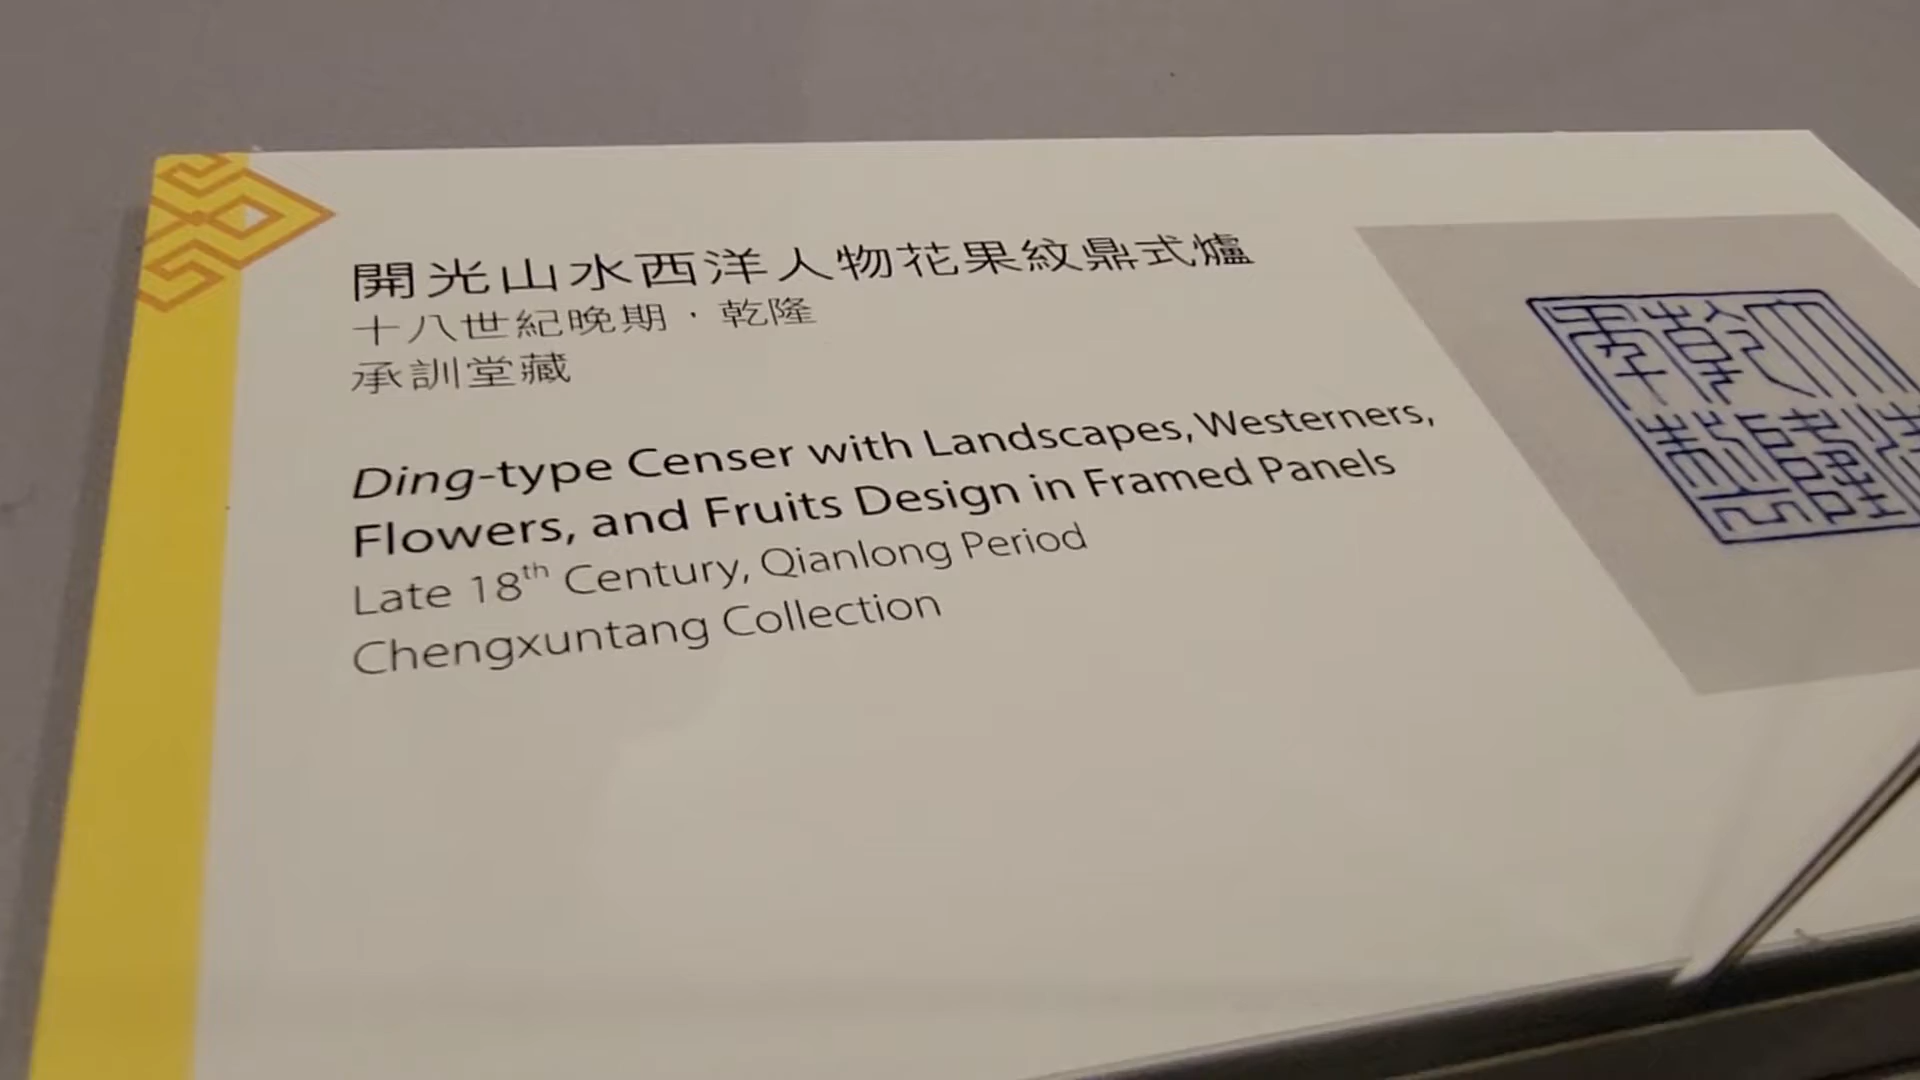 開光山水西洋人物花果紋鼎式爐
十八世紀晚期．乾隆
承訓堂藏
Ding-type Censer with Landscapes, Westerners,
Flowers, and Fruits Design in Framed Panels
Late 18th Century, Qianlong Period
Chengxuntang Collection